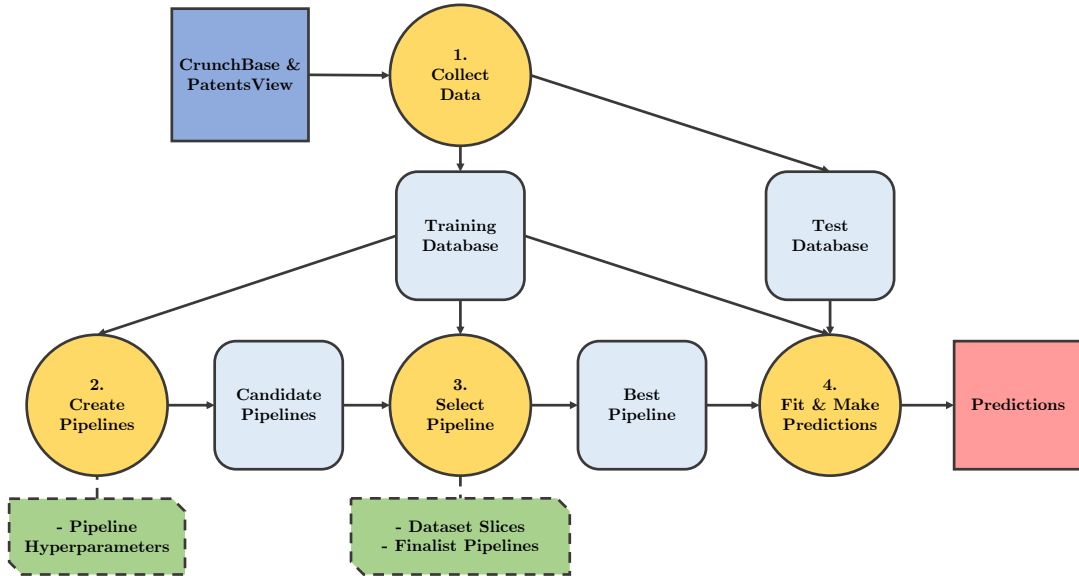 CrunchBase &
PatentsView
1.
Collect
Data
Training
Database
Test
Database
2.
Create
Pipelines
Candidate
Pipelines
3.
Select
Pipeline
Best
Pipeline
4.
Fit & Make
Predictions
Predictions
- Pipeline
Hyperparameters
- Dataset Slices
- Finalist Pipelines